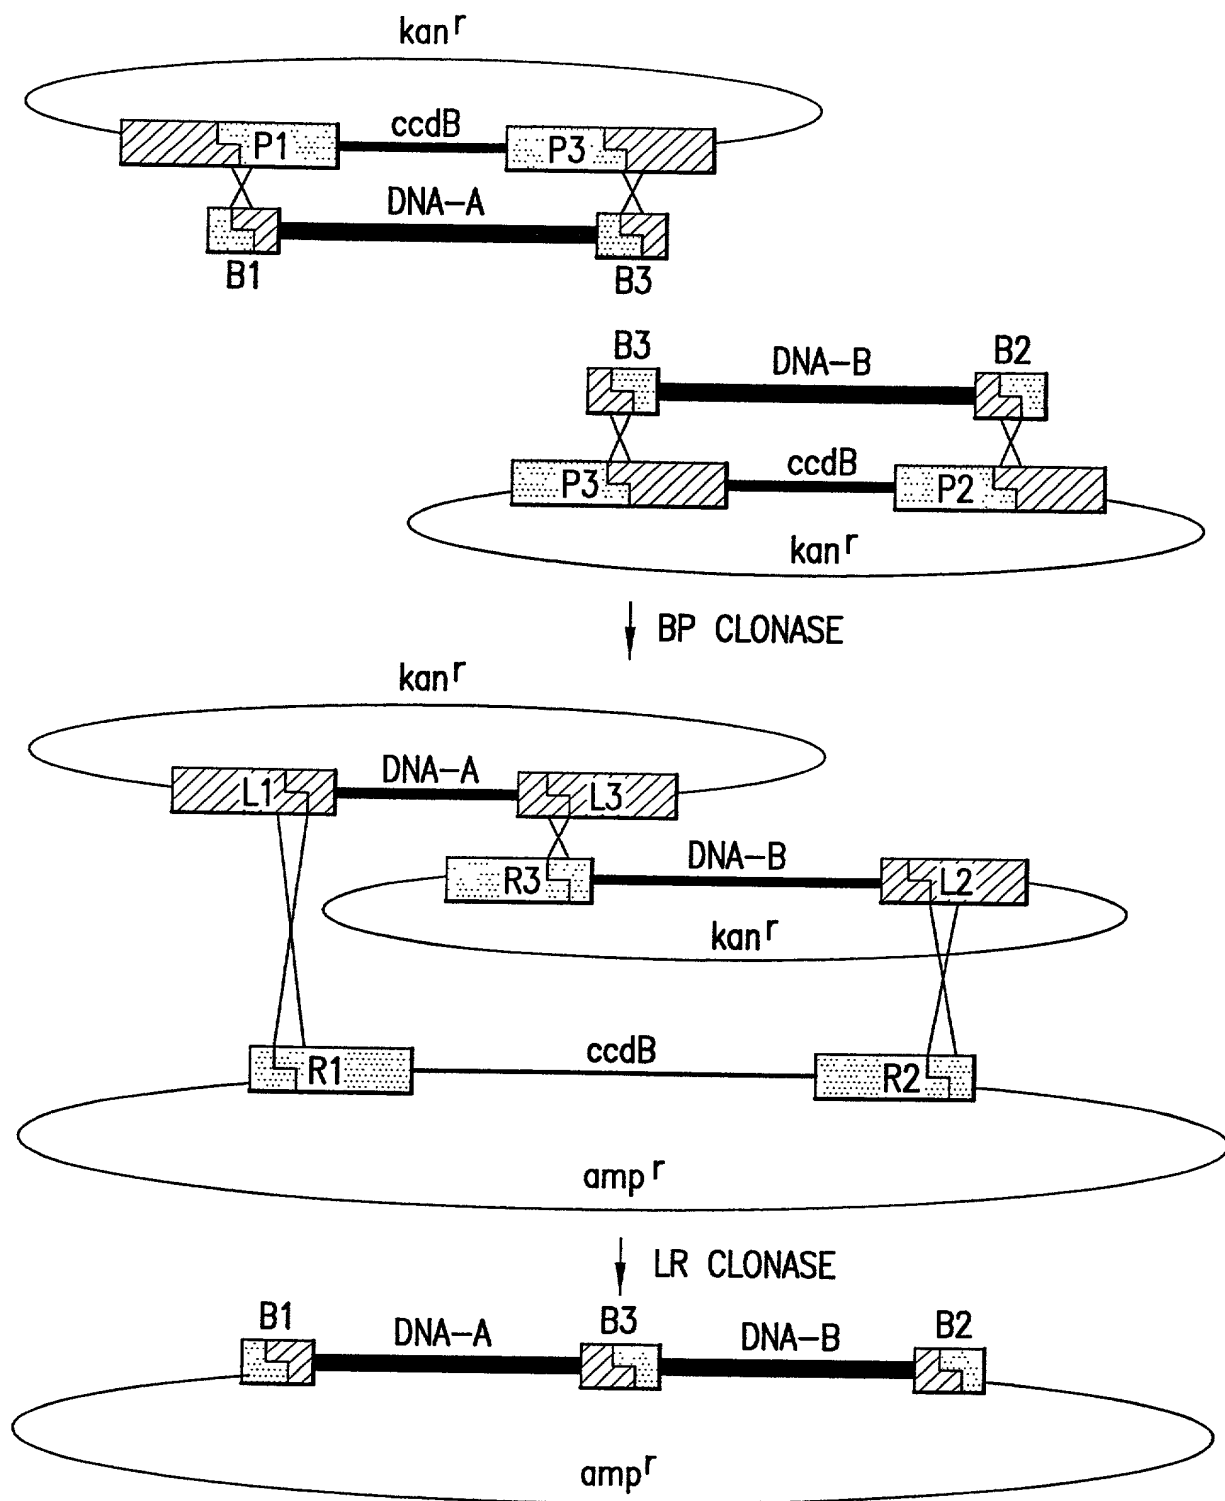 kanʳ
ccdB
P1
P3
DNA-A
B1
B3
B3
DNA-B
B2
P3
ccdB
P2
kanʳ
BP CLONASE
kanʳ
L1
DNA-A
L3
R3
DNA-B
L2
kanʳ
R1
ccdB
R2
ampʳ
LR CLONASE
B1
DNA-A
B3
DNA-B
B2
ampʳ